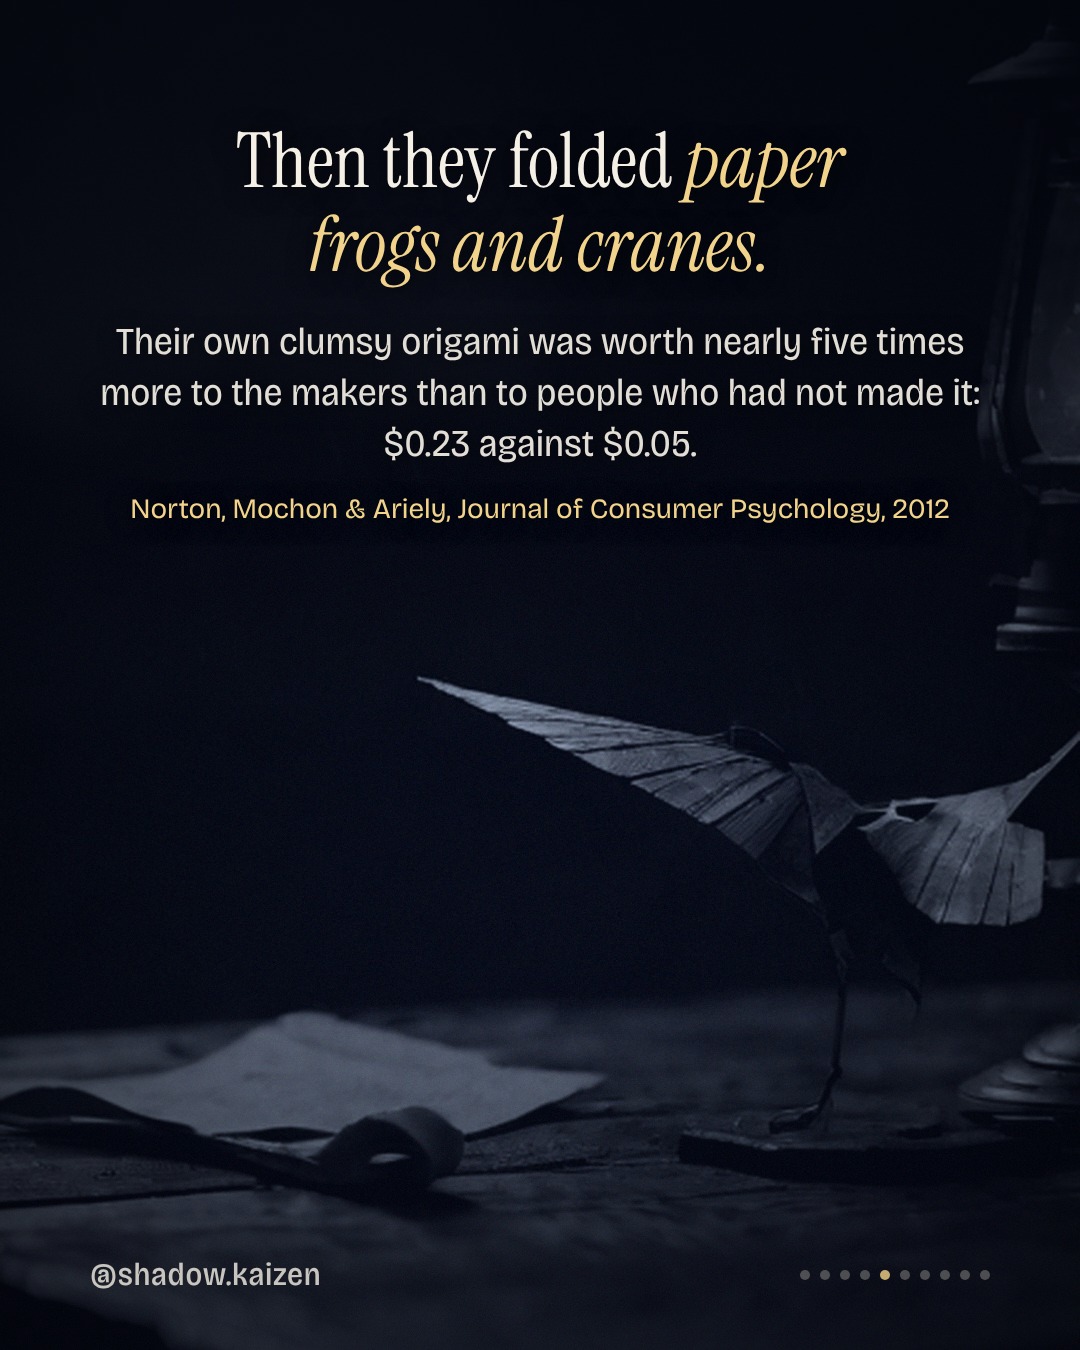 Then they folded paper
frogs and cranes.
Their own clumsy origami was worth nearly five times
more to the makers than to people who had not made it:
$0.23 against $0.05.
Norton, Mochon & Ariely, Journal of Consumer Psychology, 2012
@shadow.kaizen